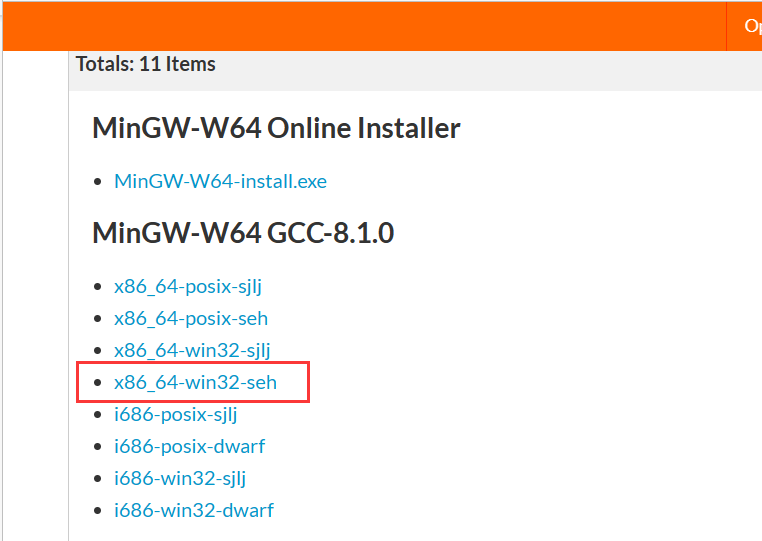 Totals: 11 Items
MinGW-W64 Online Installer
MinGW-W64-install.exe
MinGW-W64 GCC-8.1.0
x86_64-posix-sjlj
x86_64-posix-seh
x86_64-win32-sjlj
x86_64-win32-seh
i686-posix-sjlj
i686-posix-dwarf
i686-win32-sjlj
i686-win32-dwarf